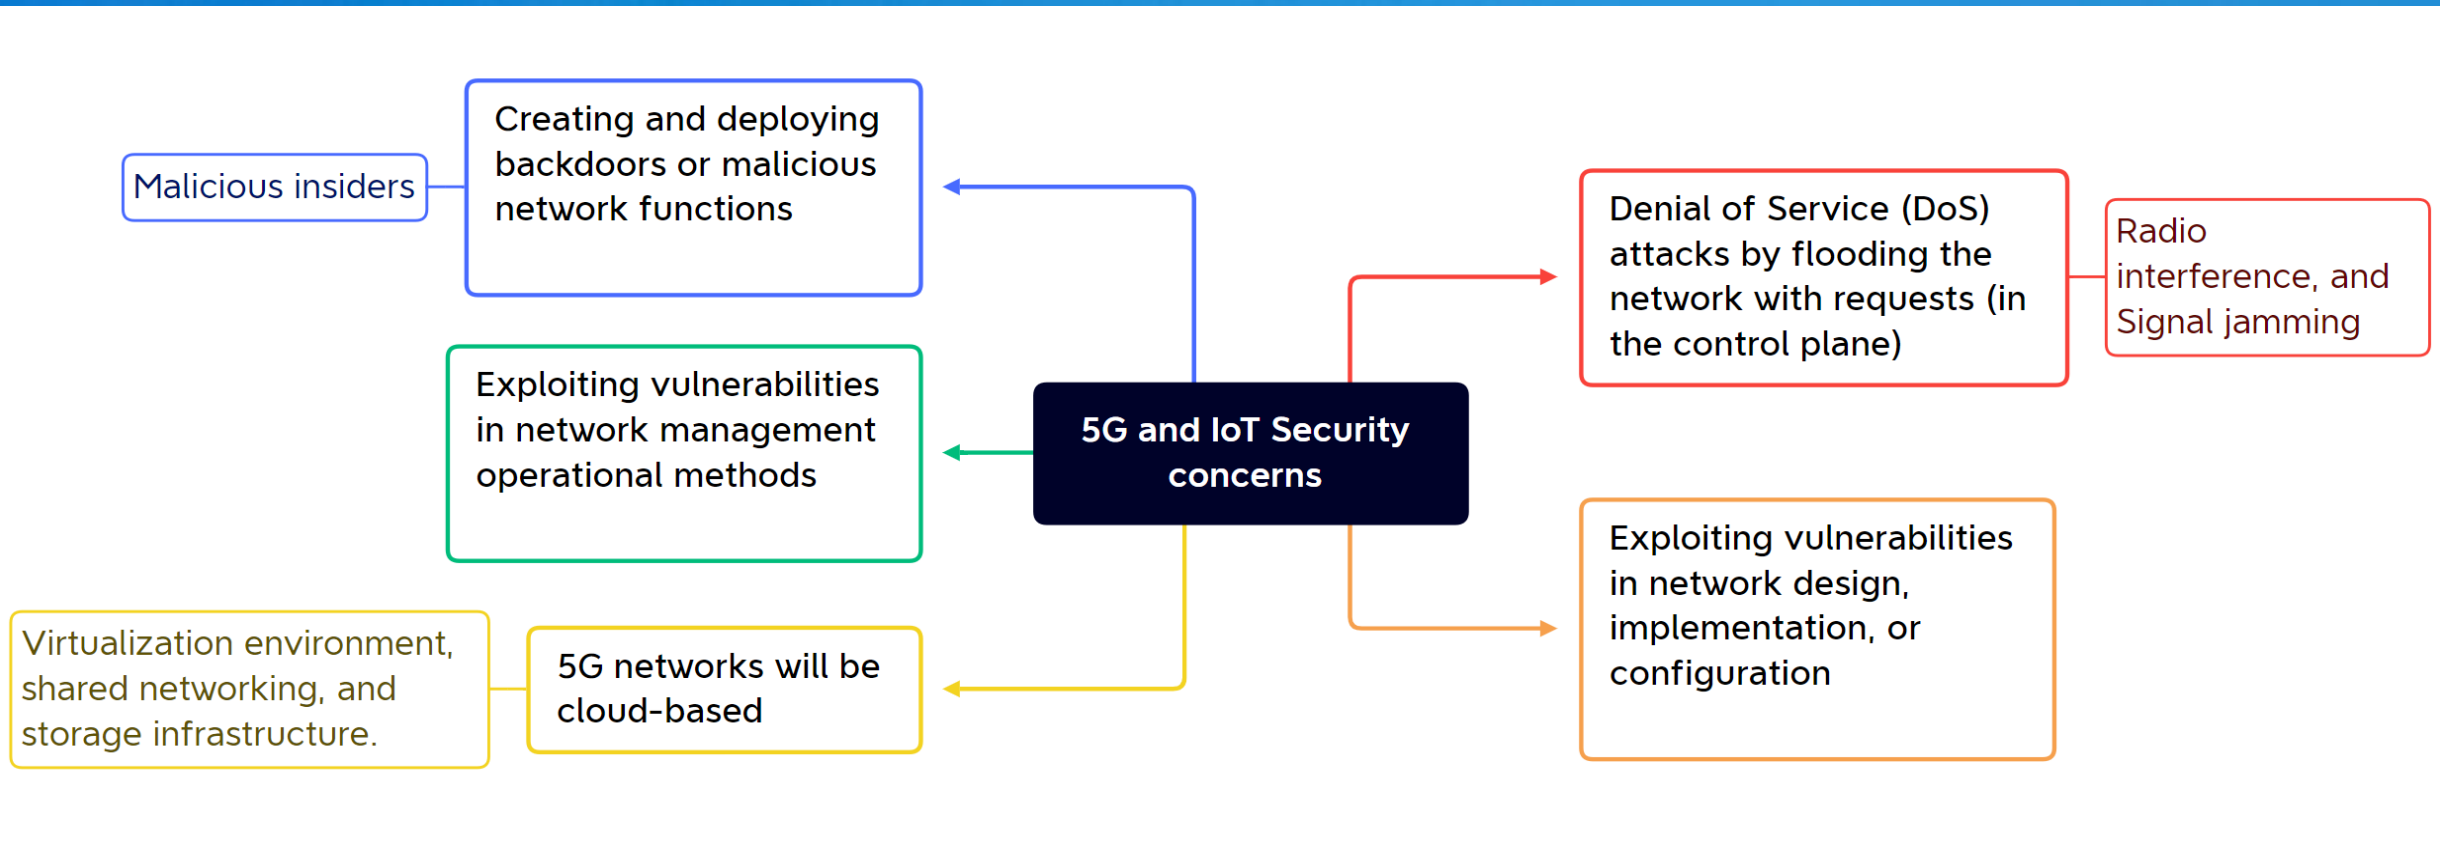 Creating and deploying
backdoors or malicious
network functions
Malicious insiders
Exploiting vulnerabilities
in network management
operational methods
Virtualization environment,
shared networking, and
storage infrastructure.
5G networks will be
cloud-based
5G and IoT Security
concerns
Denial of Service (DoS)
attacks by flooding the
network with requests (in
the control plane)
Radio
interference, and
Signal jamming
Exploiting vulnerabilities
in network design,
implementation, or
configuration